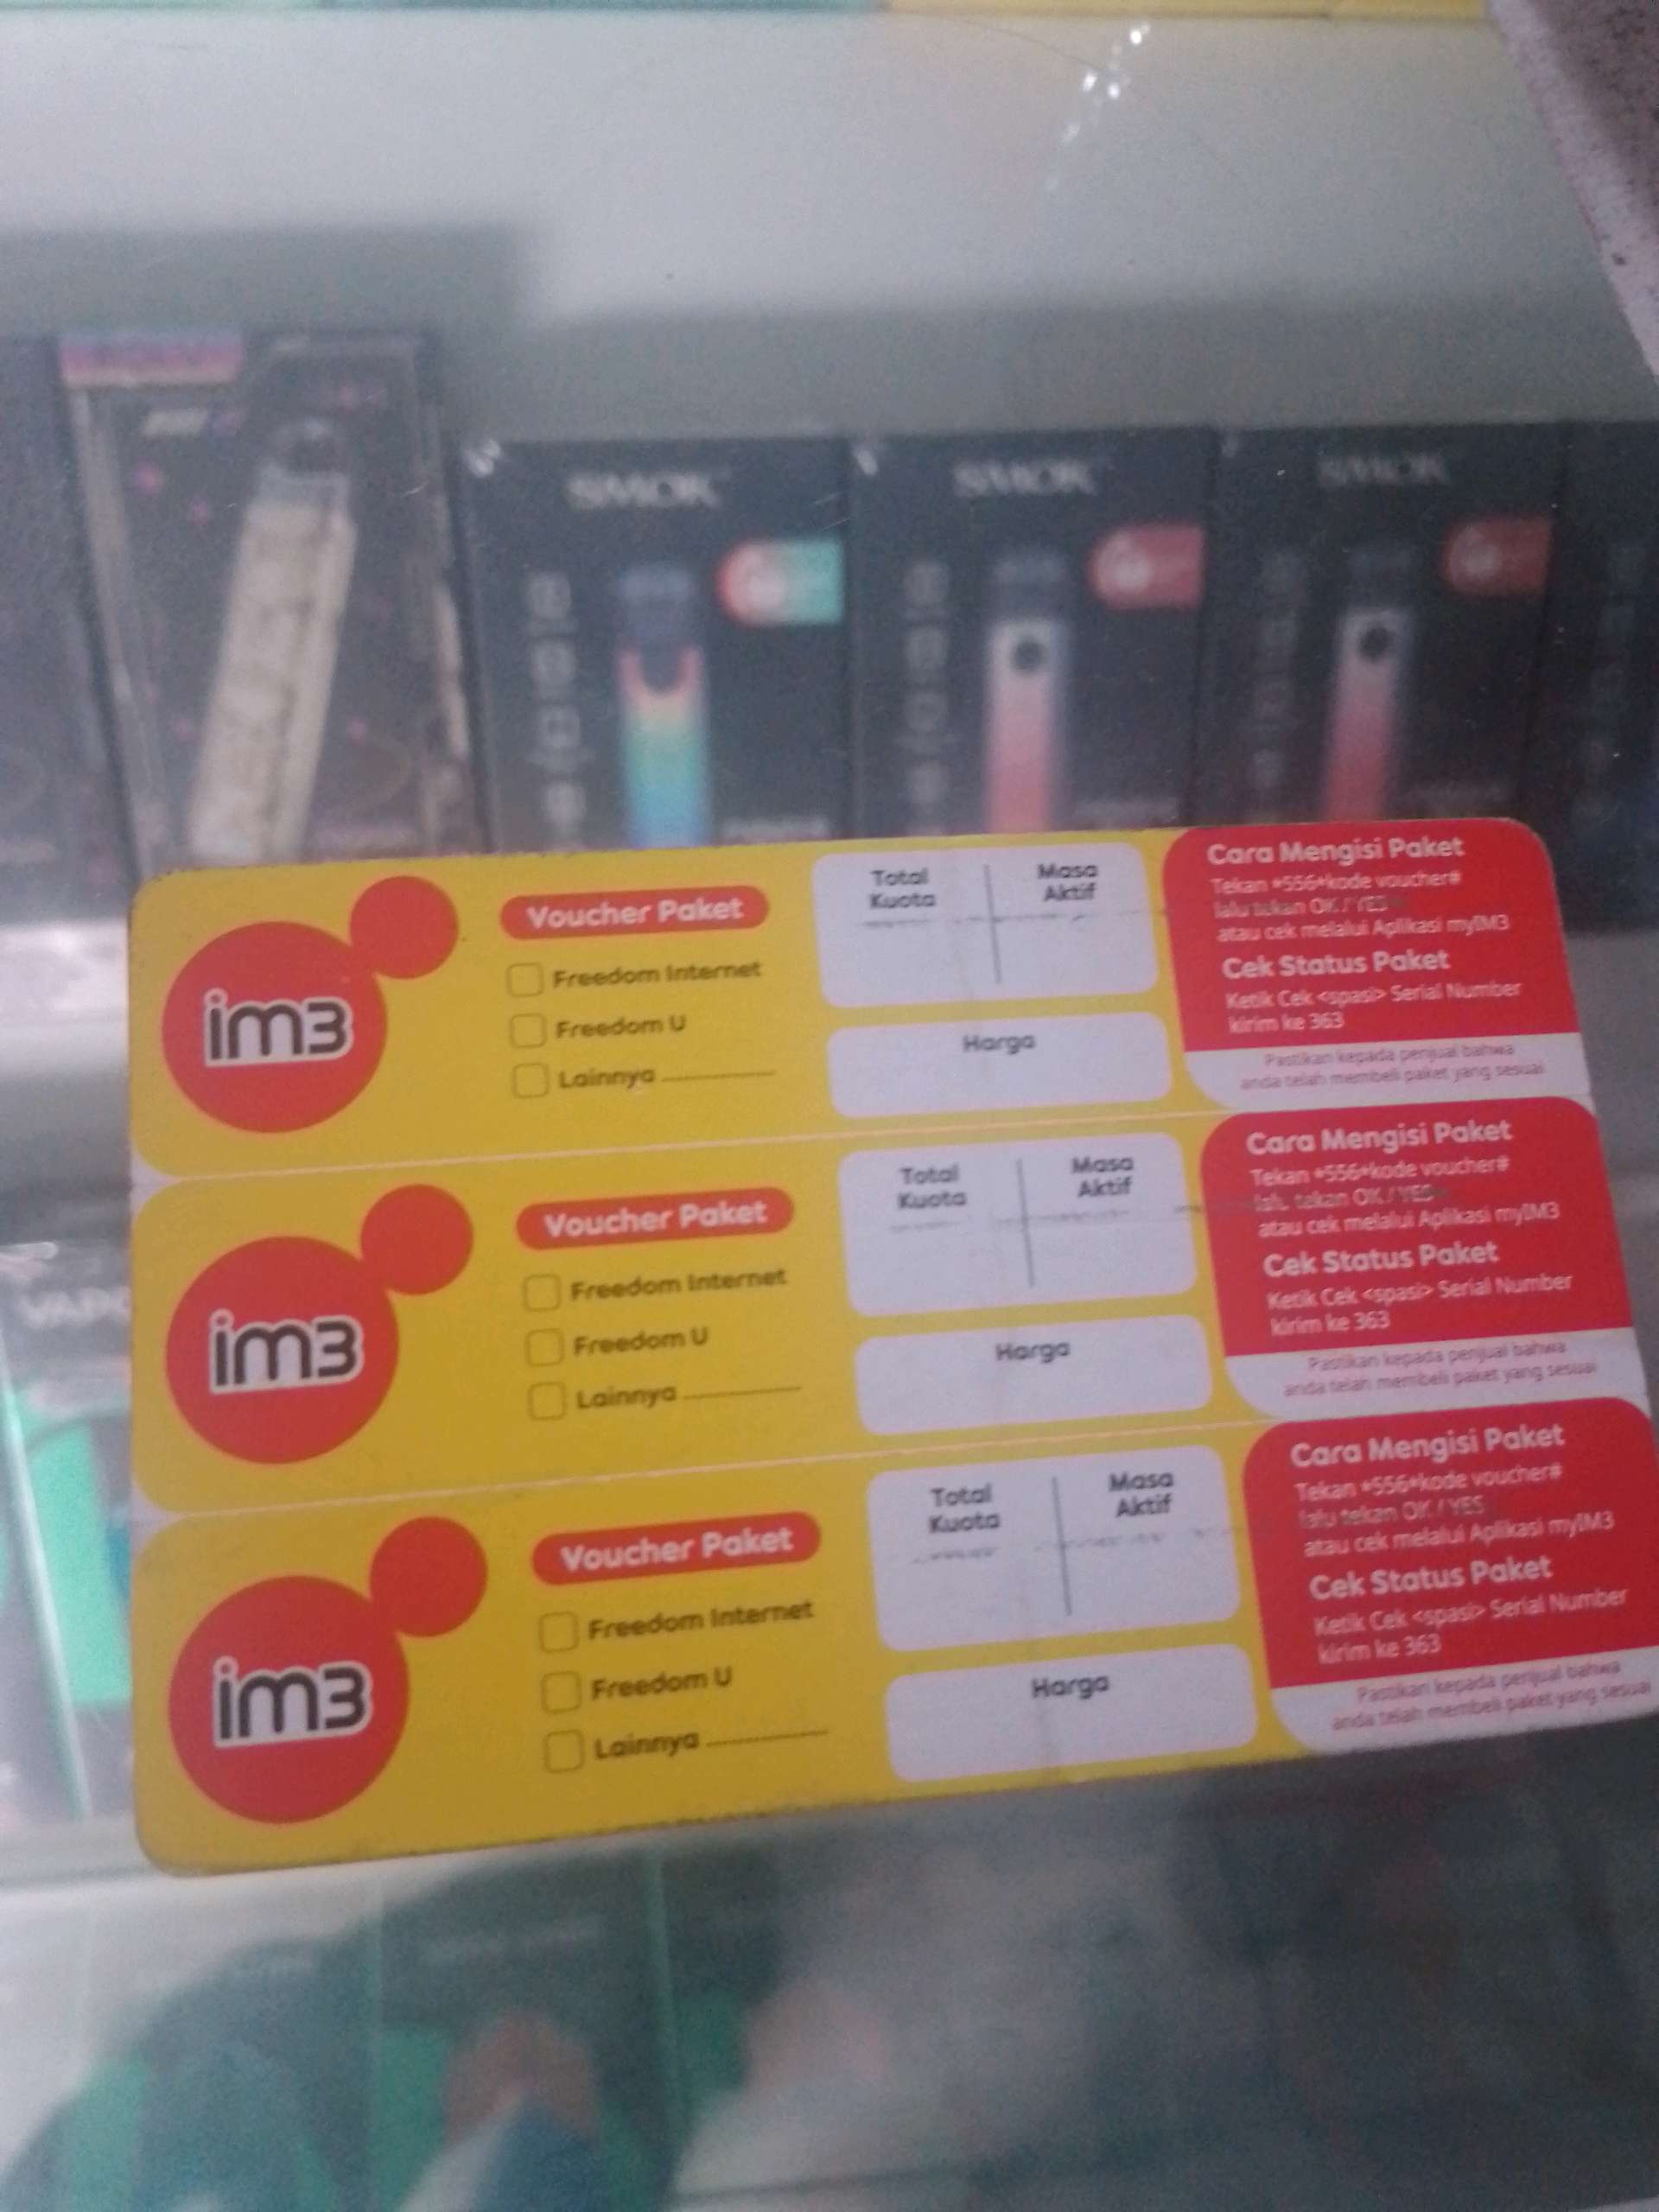 SMOK
SMOK
SMOK
im3
Voucher Paket
Freedom Internet
Freedom U
Lainnya
Total
Kuota
Masa
Aktif
Harga
Cara Mengisi Paket
Tekan *556*kode voucher#
lalu tekan OK / YES
atau cek melalui Aplikasi myIM3
Cek Status Paket
Ketik Cek <spasi> Serial Number
kirim ke 363
Pastikan kepada penjual bahwa
anda telah membeli paket yang sesuai
im3
Voucher Paket
Freedom Internet
Freedom U
Lainnya
Total
Kuota
Masa
Aktif
Harga
Cara Mengisi Paket
Tekan *556*kode voucher#
lalu tekan OK / YES
atau cek melalui Aplikasi myIM3
Cek Status Paket
Ketik Cek <spasi> Serial Number
kirim ke 363
Pastikan kepada penjual bahwa
anda telah membeli paket yang sesuai
im3
Voucher Paket
Freedom Internet
Freedom U
Lainnya
Total
Kuota
Masa
Aktif
Harga
Cara Mengisi Paket
Tekan *556*kode voucher#
lalu tekan OK / YES
atau cek melalui Aplikasi myIM3
Cek Status Paket
Ketik Cek <spasi> Serial Number
kirim ke 363
Pastikan kepada penjual bahwa
anda telah membeli paket yang sesuai